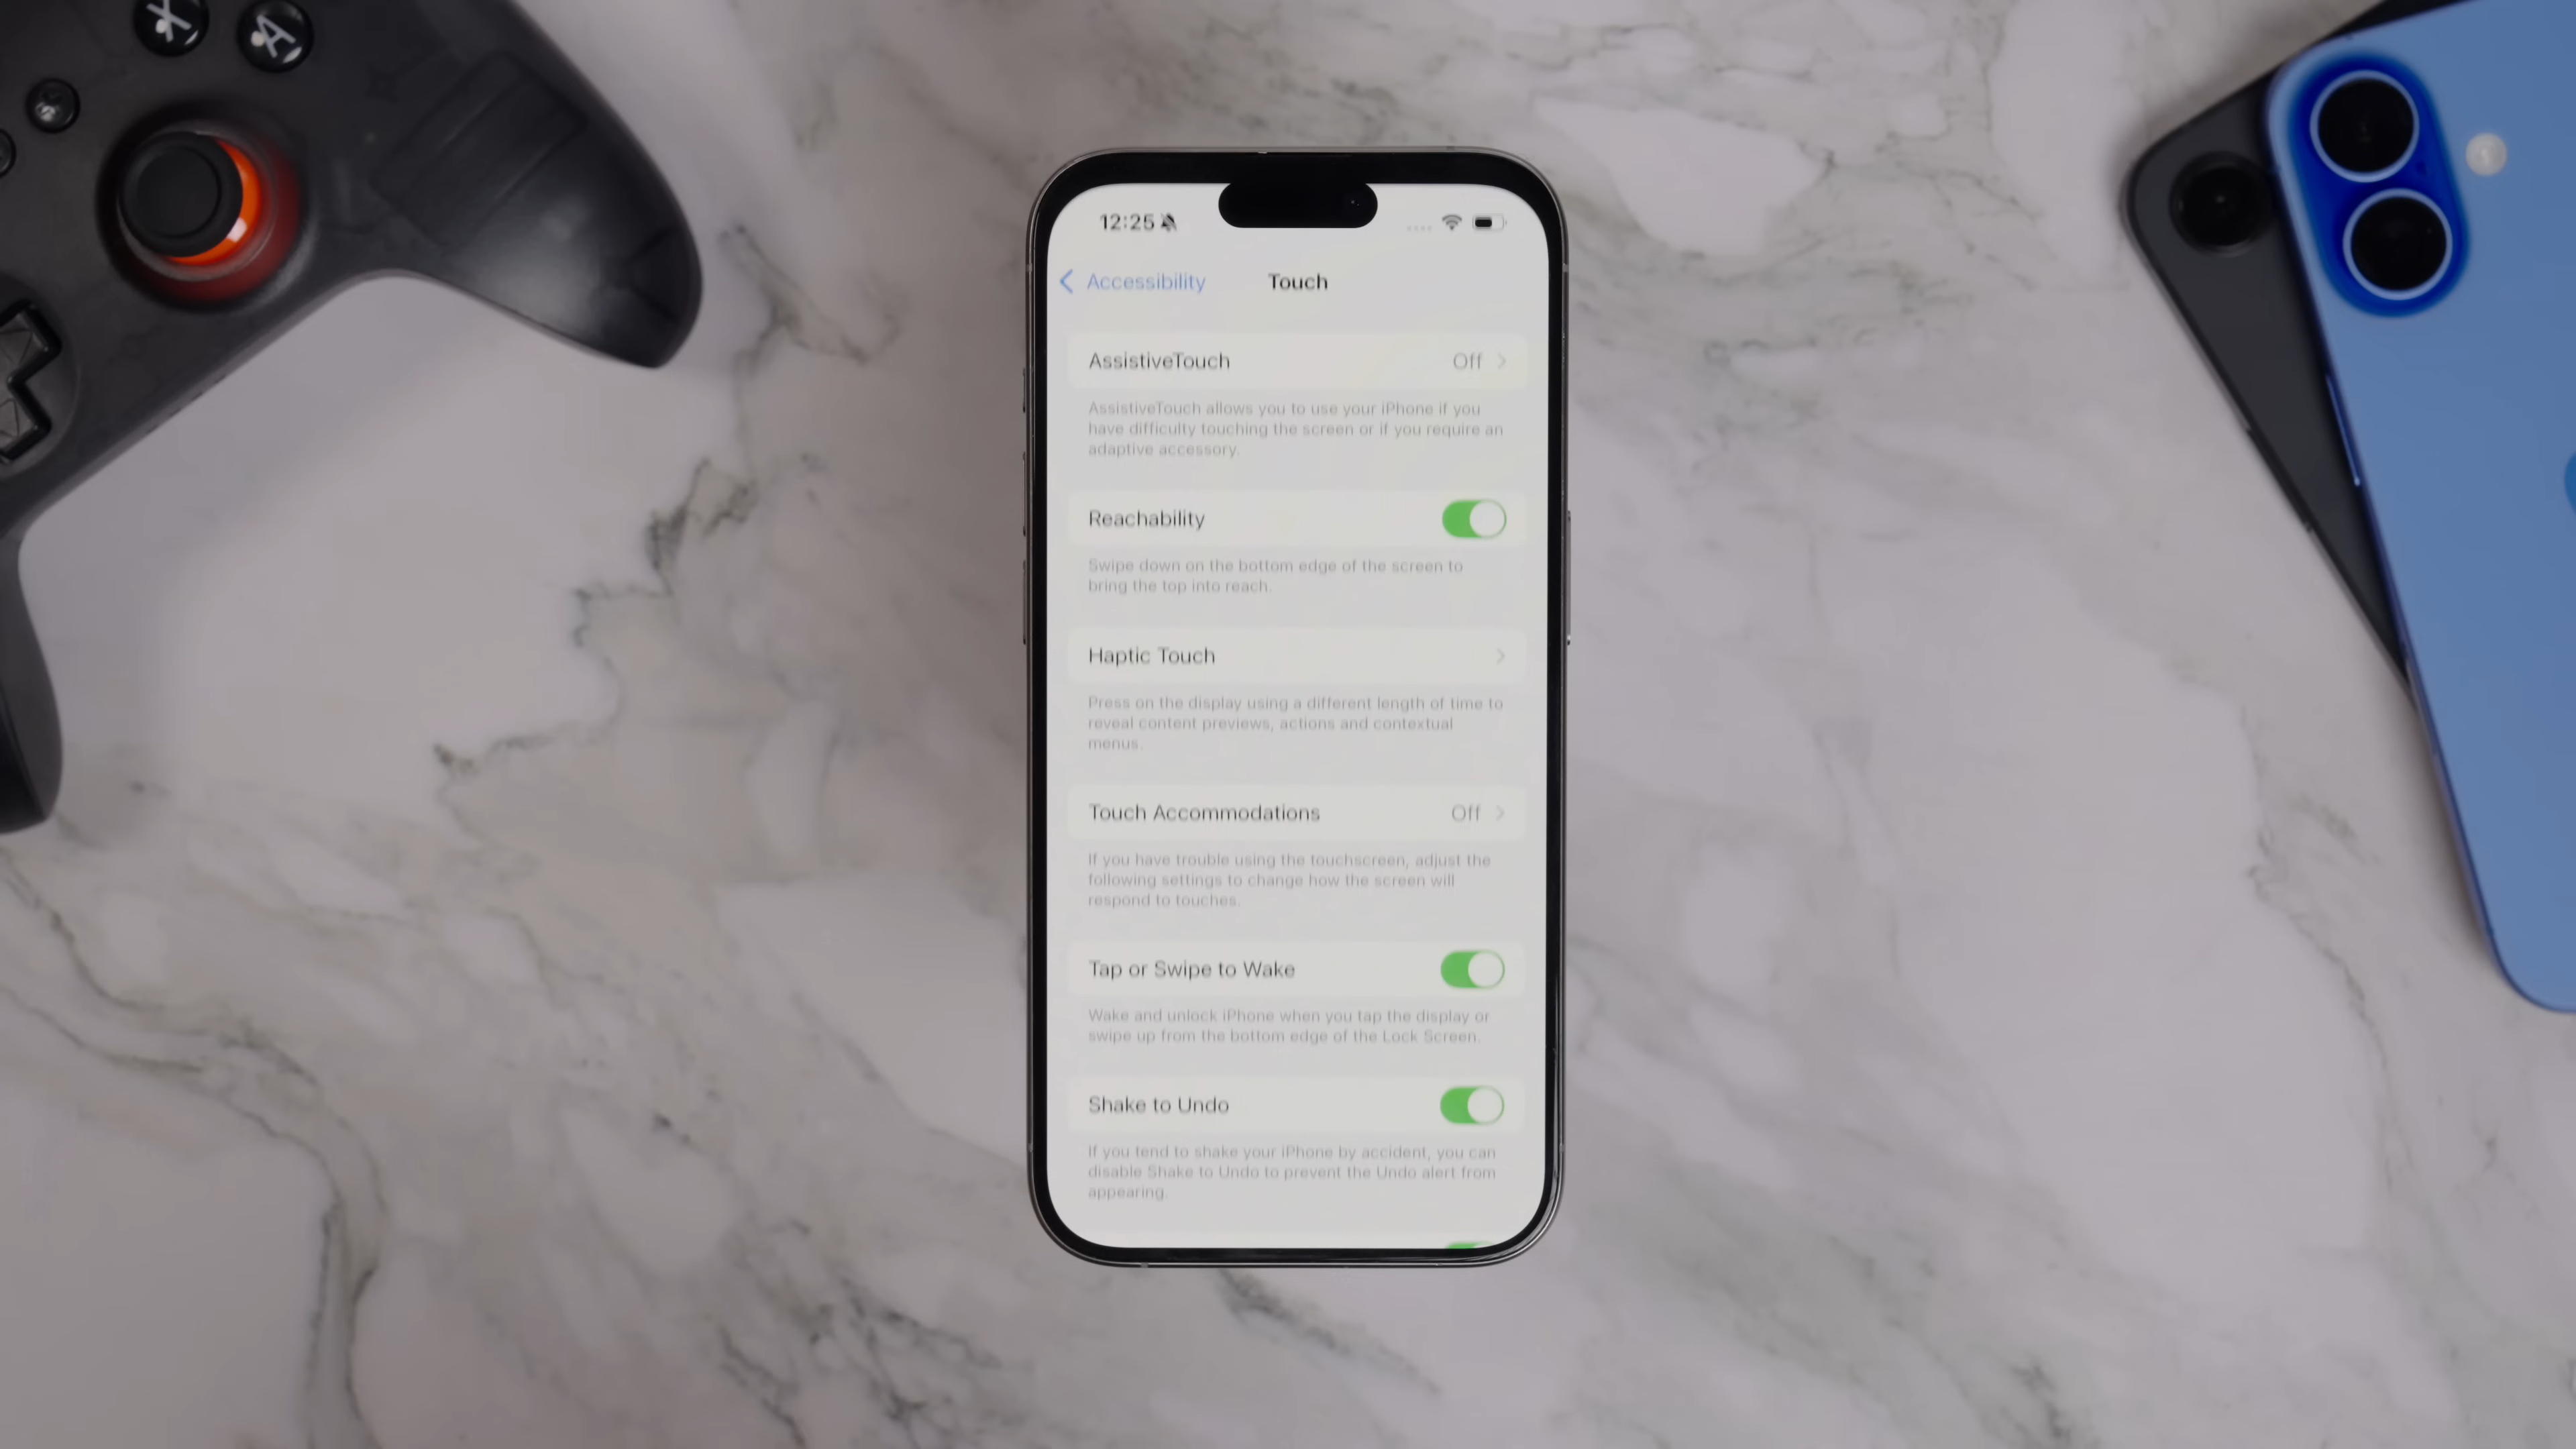 X
A
12:25
Accessibility
Touch
AssistiveTouch
Off
AssistiveTouch allows you to use your iPhone if you
have difficulty touching the screen or if you require an
adaptive accessory.
Reachability
Swipe down on the bottom edge of the screen to
bring the top into reach.
Haptic Touch
Press on the display using a different length of time to
reveal content previews, actions and contextual
menus.
Touch Accommodations
Off
If you have trouble using the touchscreen, adjust the
following settings to change how the screen will
respond to touches.
Tap or Swipe to Wake
Wake and unlock iPhone when you tap the display or
swipe up from the bottom edge of the Lock Screen.
Shake to Undo
If you tend to shake your iPhone by accident, you can
disable Shake to Undo to prevent the Undo alert from
appearing.